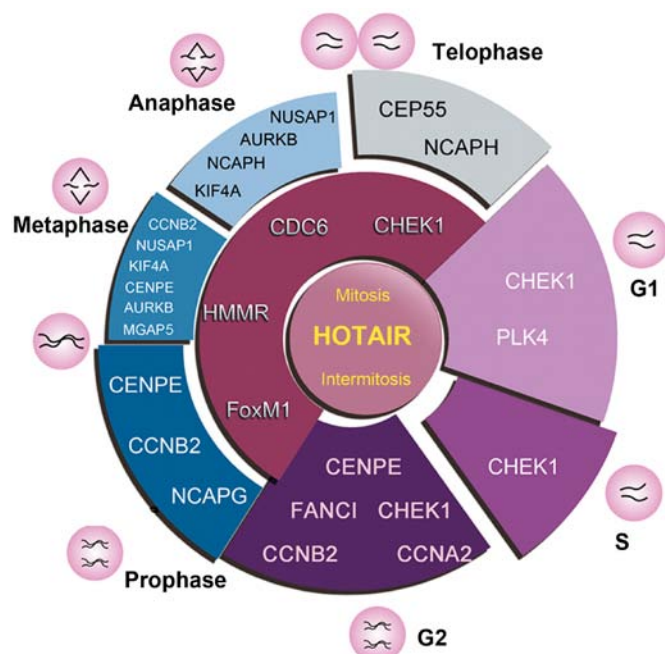 Telophase
CEP55
NCAPH
Anaphase
NUSAP1
AURKB
NCAPH
KIF4A
Metaphase
CCNB2
NUSAP1
KIF4A
CENPE
AURKB
MGAP5
CDC6
CHEK1
HMMR
FoxM1
Mitosis
HOTAIR
Intermitosis
G1
CHEK1
PLK4
CENPE
CCNB2
NCAPG
Prophase
CENPE
FANCI CHEK1
CCNB2 CCNA2
G2
CHEK1
S